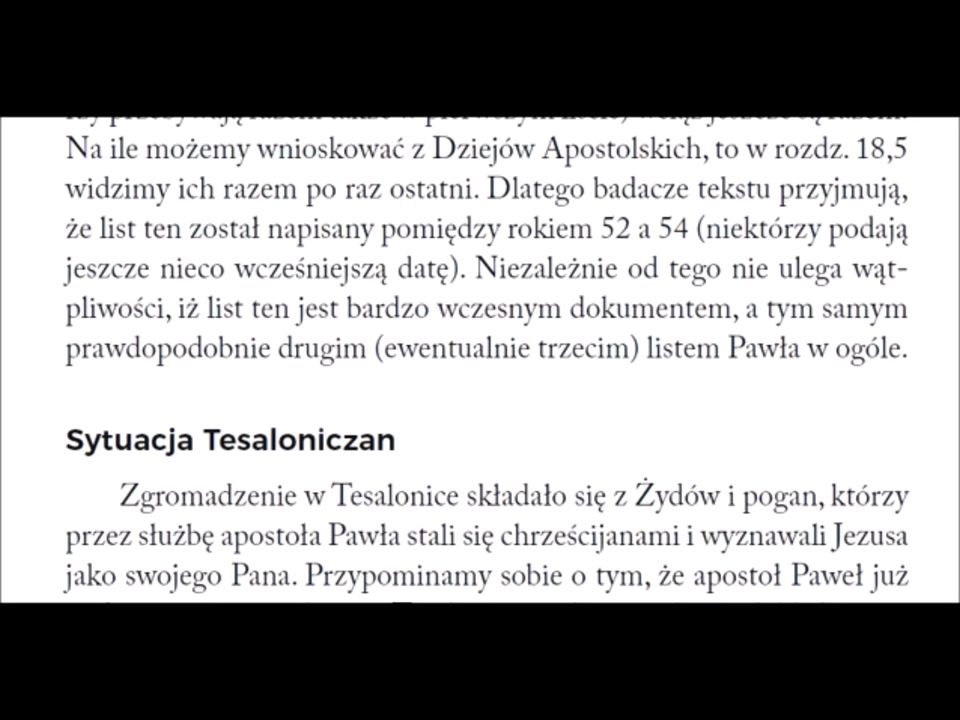 Na ile możemy wnioskować z Dziejów Apostolskich, to w rozdz. 18,5
widzimy ich razem po raz ostatni. Dlatego badacze tekstu przyjmują,
że list ten został napisany pomiędzy rokiem 52 a 54 (niektórzy podają
jeszcze nieco wcześniejszą datę). Niezależnie od tego nie ulega wąt-
pliwości, iż list ten jest bardzo wczesnym dokumentem, a tym samym
prawdopodobnie drugim (ewentualnie trzecim) listem Pawła w ogóle.
Sytuacja Tesaloniczan
Zgromadzenie w Tesalonice składało się z Żydów i pogan, którzy
przez służbę apostoła Pawła stali się chrześcijanami i wyznawali Jezusa
jako swojego Pana. Przypominamy sobie o tym, że apostoł Paweł już